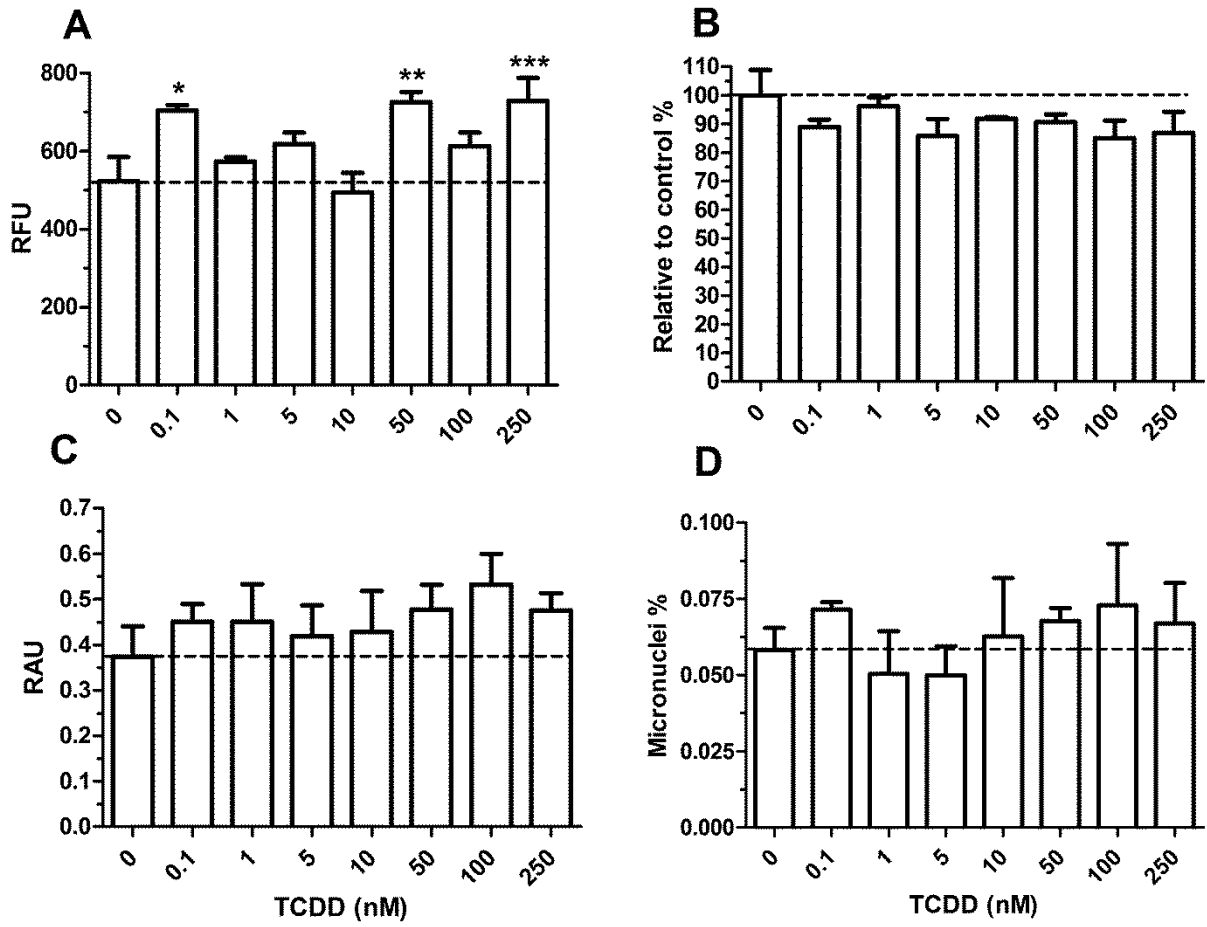 A
RFU
800
600
400
200
0
* ** ***
0 0.1 1 5 10 50 100 250
B
Relative to control %
110
100
90
80
70
60
50
40
30
20
10
0
0 0.1 1 5 10 50 100 250
C
RAU
0.7
0.6
0.5
0.4
0.3
0.2
0.1
0.0
0 0.1 1 5 10 50 100 250
TCDD (nM)
D
Micronuclei %
0.100
0.075
0.050
0.025
0.000
0 0.1 1 5 10 50 100 250
TCDD (nM)